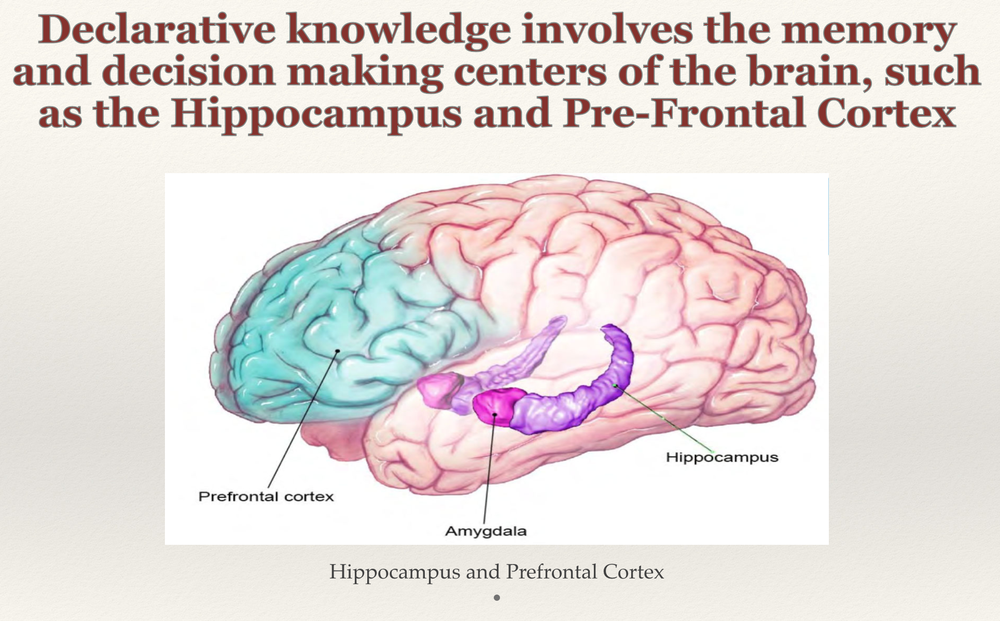 Declarative knowledge involves the memory
and decision making centers of the brain, such
as the Hippocampus and Pre-Frontal Cortex
Hippocampus
Prefrontal cortex
Amygdala
Hippocampus and Prefrontal Cortex
•